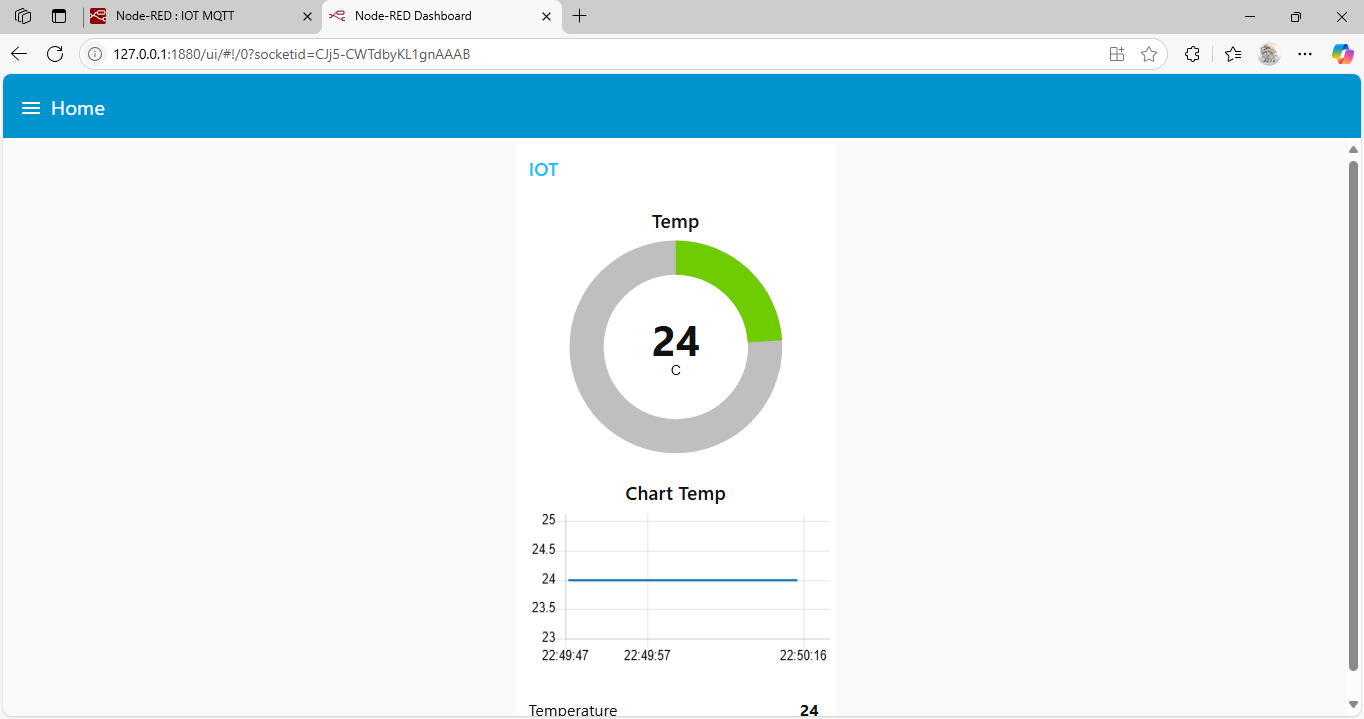 Node-RED : IOT MQTT
Node-RED Dashboard
127.0.0.1:1880/ui/#!/0?socketid=CJj5-CWTdbyKL1gnAAAB
Home
IOT
Temp
24
C
Chart Temp
25
24.5
24
23.5
23
22:49:47 22:49:57 22:50:16
Temperature 24